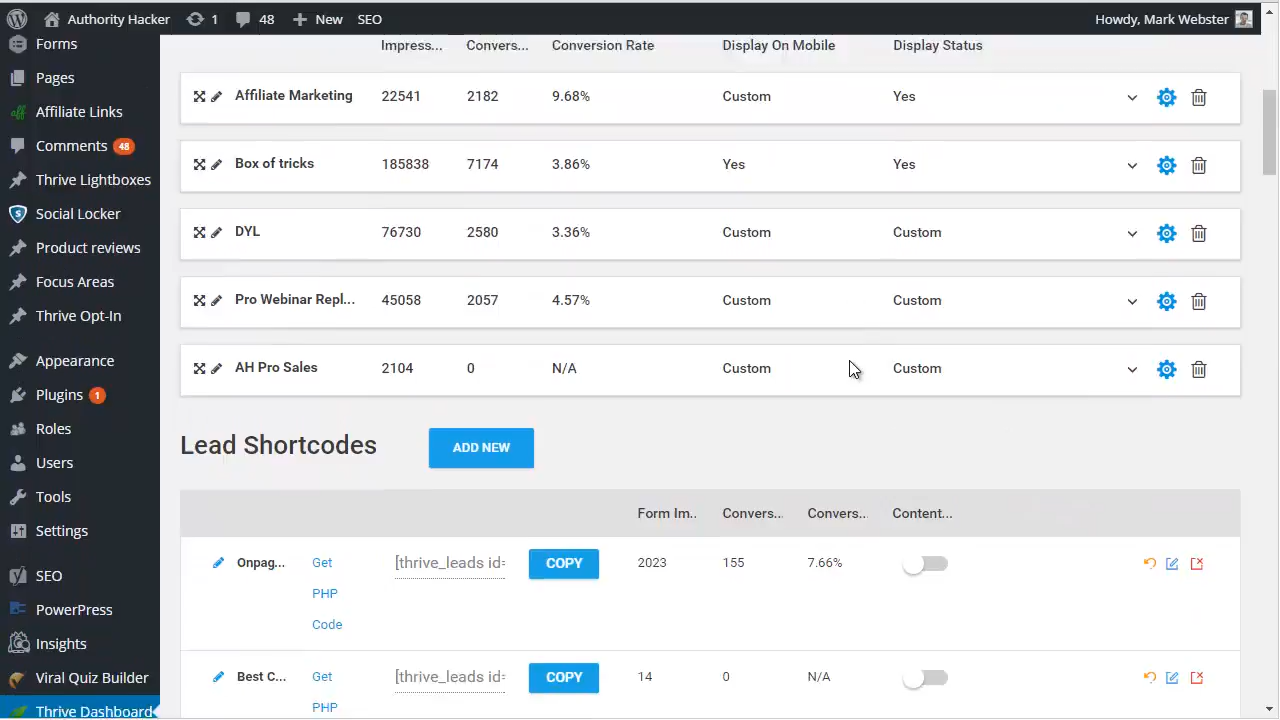 Authority Hacker 1 48 New SEO Howdy, Mark Webster
Forms
Pages
Affiliate Links
Comments 48
Thrive Lightboxes
Social Locker
Product reviews
Focus Areas
Thrive Opt-In
Appearance
Plugins 1
Roles
Users
Tools
Settings
SEO
PowerPress
Insights
Viral Quiz Builder
Thrive Dashboard
Impress... Convers... Conversion Rate Display On Mobile Display Status
Affiliate Marketing 22541 2182 9.68% Custom Yes
Box of tricks 185838 7174 3.86% Yes Yes
DYL 76730 2580 3.36% Custom Custom
Pro Webinar Repl... 45058 2057 4.57% Custom Custom
AH Pro Sales 2104 0 N/A Custom Custom
Lead Shortcodes ADD NEW
Form Im.. Convers.. Convers.. Content...
Onpag... Get [thrive_leads id= COPY 2023 155 7.66%
PHP
Code
Best C... Get [thrive_leads id= COPY 14 0 N/A
PHP